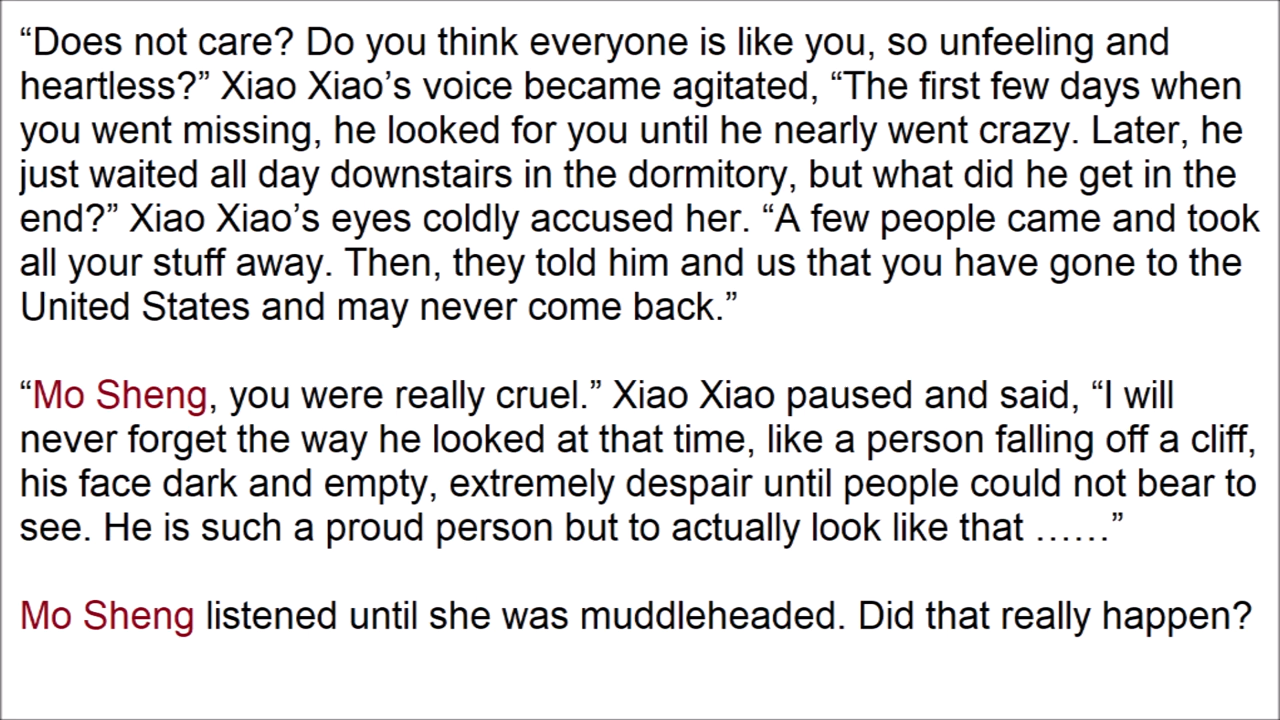 “Does not care? Do you think everyone is like you, so unfeeling and
heartless?” Xiao Xiao’s voice became agitated, “The first few days when
you went missing, he looked for you until he nearly went crazy. Later, he
just waited all day downstairs in the dormitory, but what did he get in the
end?” Xiao Xiao’s eyes coldly accused her. “A few people came and took
all your stuff away. Then, they told him and us that you have gone to the
United States and may never come back.”
“Mo Sheng, you were really cruel.” Xiao Xiao paused and said, “I will
never forget the way he looked at that time, like a person falling off a cliff,
his face dark and empty, extremely despair until people could not bear to
see. He is such a proud person but to actually look like that ……”
Mo Sheng listened until she was muddleheaded. Did that really happen?